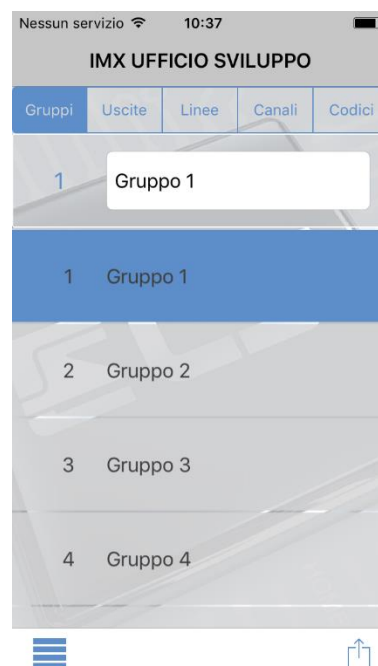 Nessun servizio 10:37
IMX UFFICIO SVILUPPO
Gruppi Uscite Linee Canali Codici
1 Gruppo 1
1 Gruppo 1
2 Gruppo 2
3 Gruppo 3
4 Gruppo 4